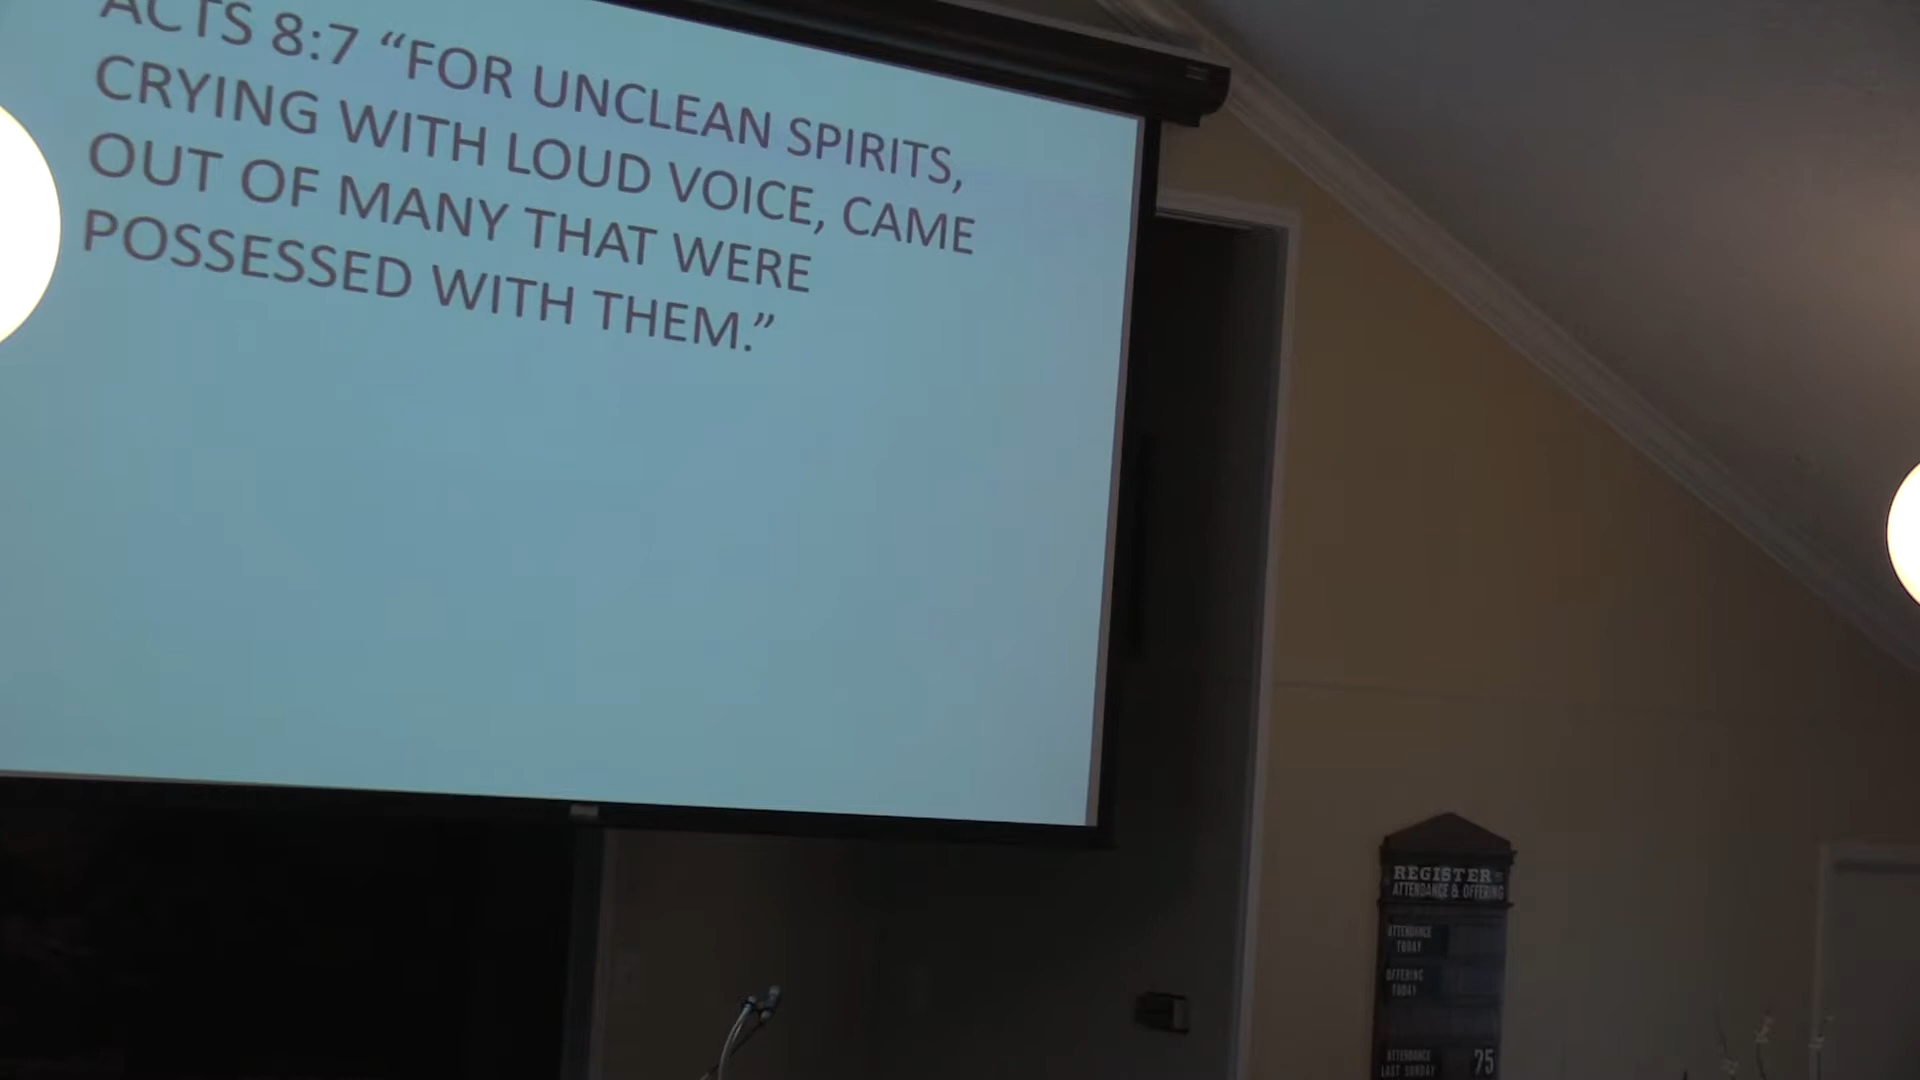 ACTS 8:7 “FOR UNCLEAN SPIRITS,
CRYING WITH LOUD VOICE, CAME
OUT OF MANY THAT WERE
POSSESSED WITH THEM.”
REGISTER OF
ATTENDANCE & OFFERING
ATTENDANCE
TODAY
OFFERING
TODAY
ATTENDANCE
LAST SUNDAY 75